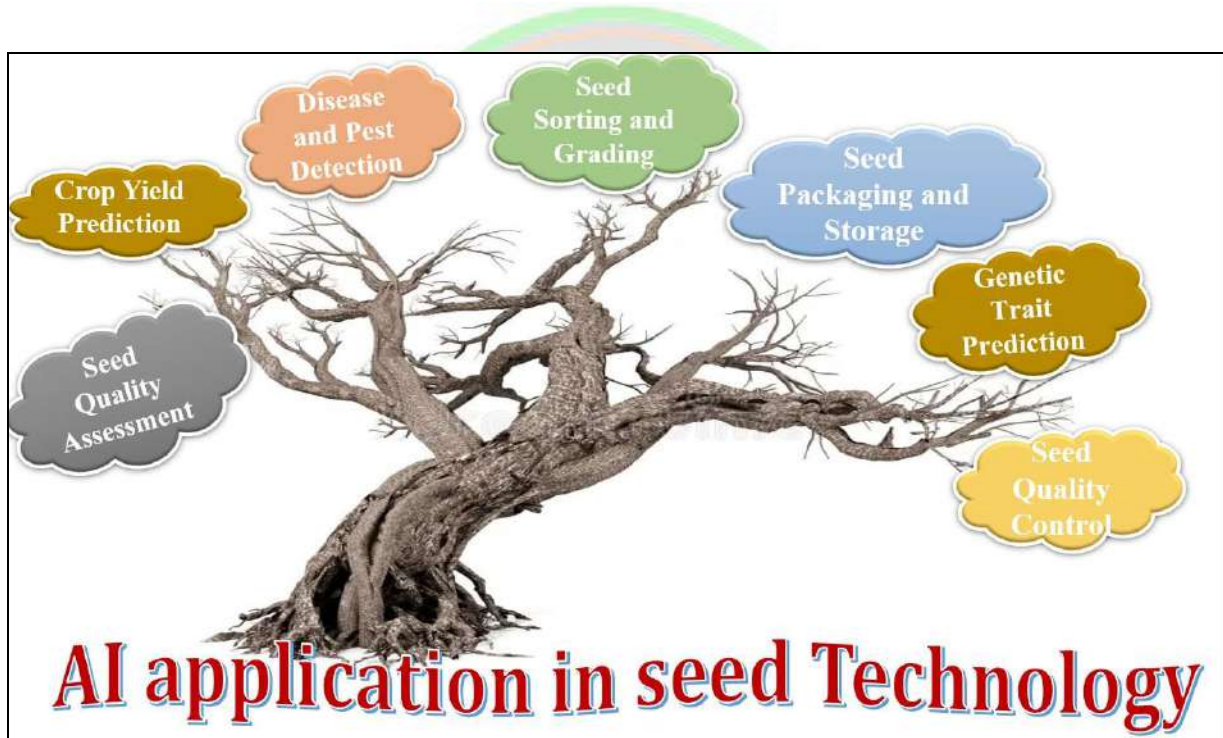 Disease
and Pest
Detection
Seed
Sorting and
Grading
Crop Yield
Prediction
Seed
Packaging and
Storage
Genetic
Trait
Prediction
Seed
Quality
Assessment
Seed
Quality
Control
AI application in seed Technology